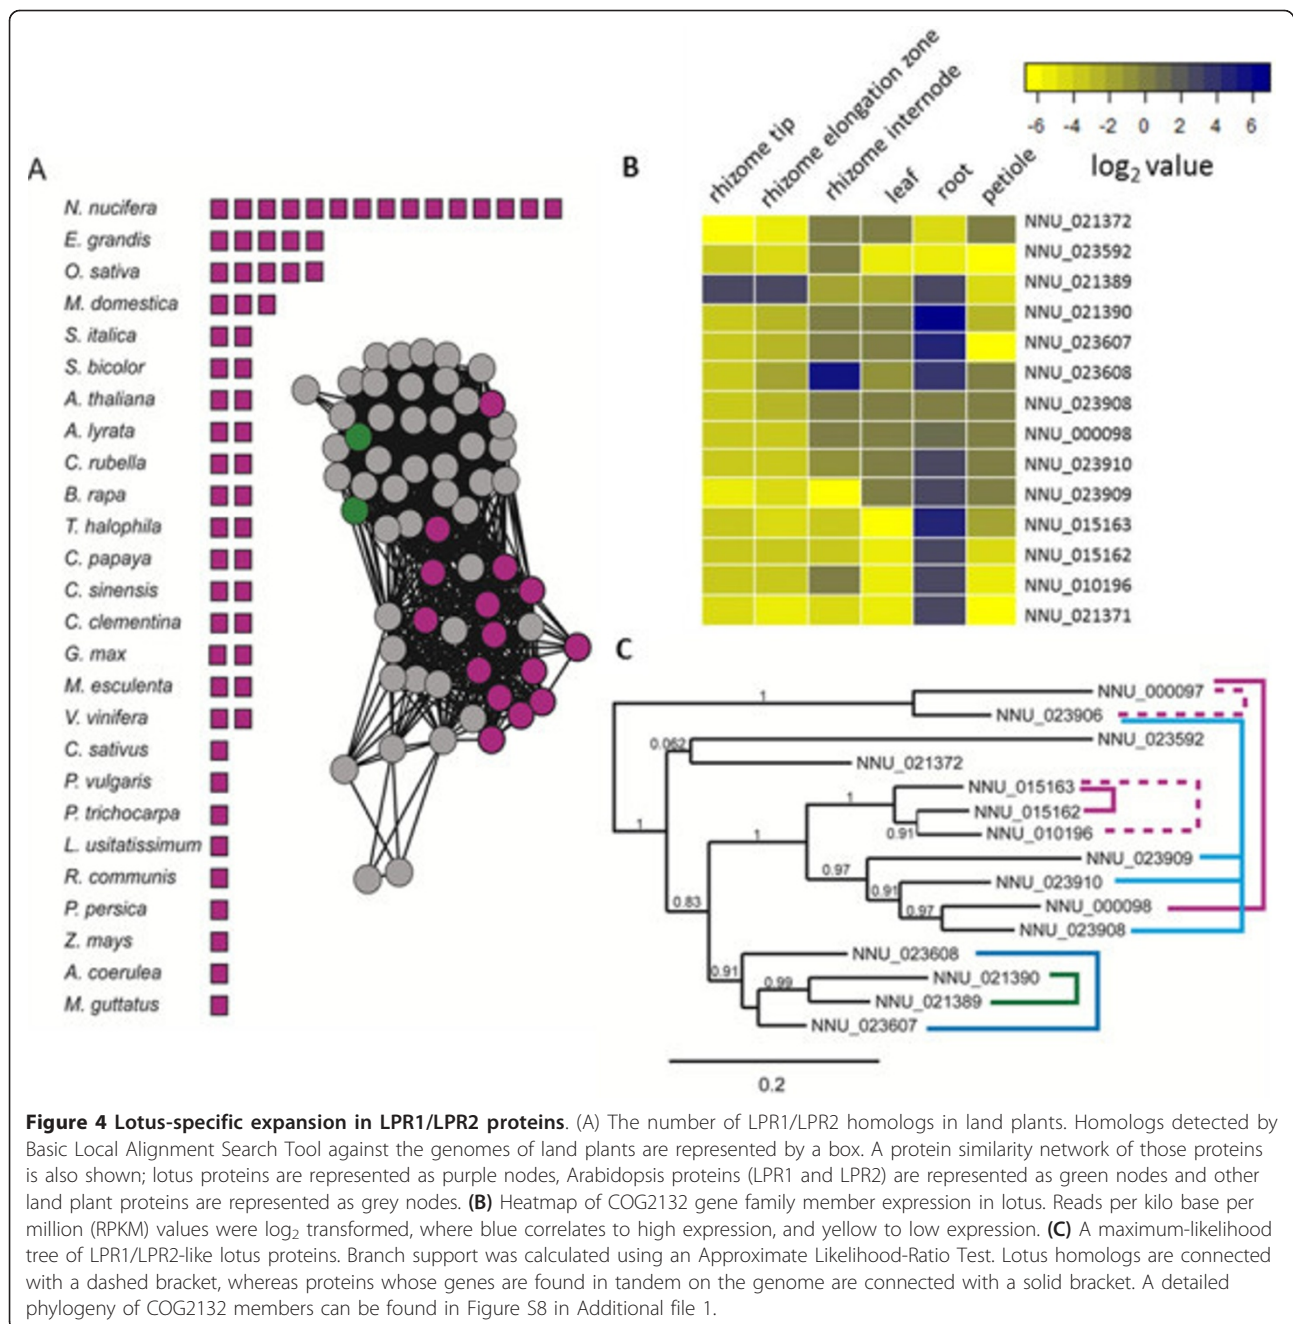 A
N. nucifera
E. grandis
O. sativa
M. domestica
S. italica
S. bicolor
A. thaliana
A. lyrata
C. rubella
B. rapa
T. halophila
C. papaya
C. sinensis
C. clementina
G. max
M. esculenta
V. vinifera
C. sativus
P. vulgaris
P. trichocarpa
L. usitatissimum
R. communis
P. persica
Z. mays
A. coerulea
M. guttatus
B
rhizome tip
rhizome elongation zone
rhizome internode
leaf
root
petiole
-6 -4 -2 0 2 4 6
log2 value
NNU_021372
NNU_023592
NNU_021389
NNU_021390
NNU_023607
NNU_023608
NNU_023908
NNU_000098
NNU_023910
NNU_023909
NNU_015163
NNU_015162
NNU_010196
NNU_021371
C
1
NNU_000097
NNU_023906
0.062
NNU_023592
NNU_021372
1
1
NNU_015163
NNU_015162
0.91
NNU_010196
1
0.97
NNU_023909
0.91
NNU_023910
0.97
NNU_000098
NNU_023908
0.83
0.91
NNU_023608
0.99
NNU_021390
NNU_021389
NNU_023607
0.2
Figure 4 Lotus-specific expansion in LPR1/LPR2 proteins. (A) The number of LPR1/LPR2 homologs in land plants. Homologs detected by
Basic Local Alignment Search Tool against the genomes of land plants are represented by a box. A protein similarity network of those proteins
is also shown; lotus proteins are represented as purple nodes, Arabidopsis proteins (LPR1 and LPR2) are represented as green nodes and other
land plant proteins are represented as grey nodes. (B) Heatmap of COG2132 gene family member expression in lotus. Reads per kilo base per
million (RPKM) values were log2 transformed, where blue correlates to high expression, and yellow to low expression. (C) A maximum-likelihood
tree of LPR1/LPR2-like lotus proteins. Branch support was calculated using an Approximate Likelihood-Ratio Test. Lotus homologs are connected
with a dashed bracket, whereas proteins whose genes are found in tandem on the genome are connected with a solid bracket. A detailed
phylogeny of COG2132 members can be found in Figure S8 in Additional file 1.